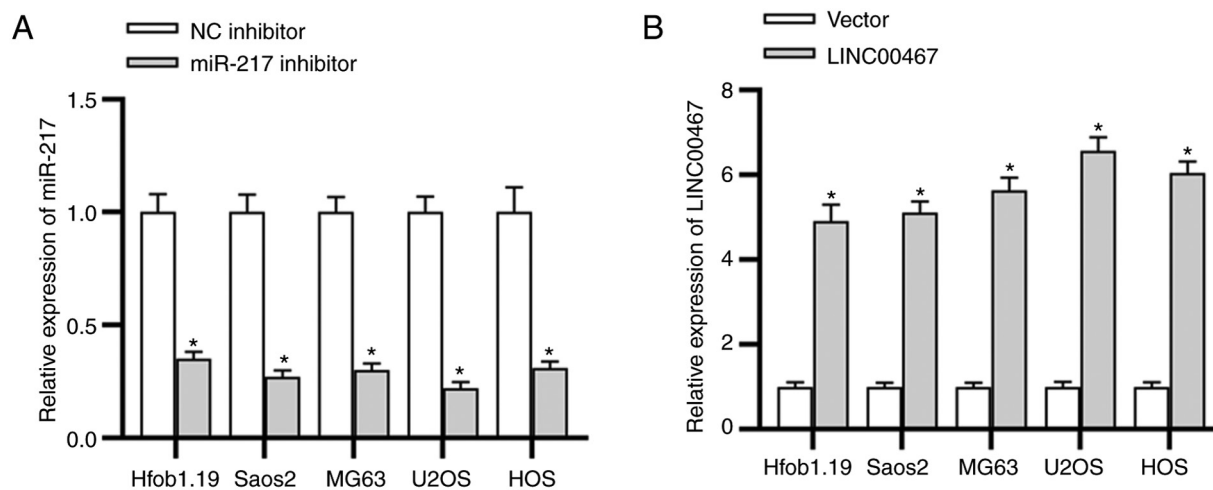 A
NC inhibitor
miR-217 inhibitor
Relative expression of miR-217
1.5
1.0
0.5
0.0
* * * * *
Hfob1.19 Saos2 MG63 U2OS HOS
B
Vector
LINC00467
Relative expression of LINC00467
8
6
4
2
0
* * * * *
Hfob1.19 Saos2 MG63 U2OS HOS